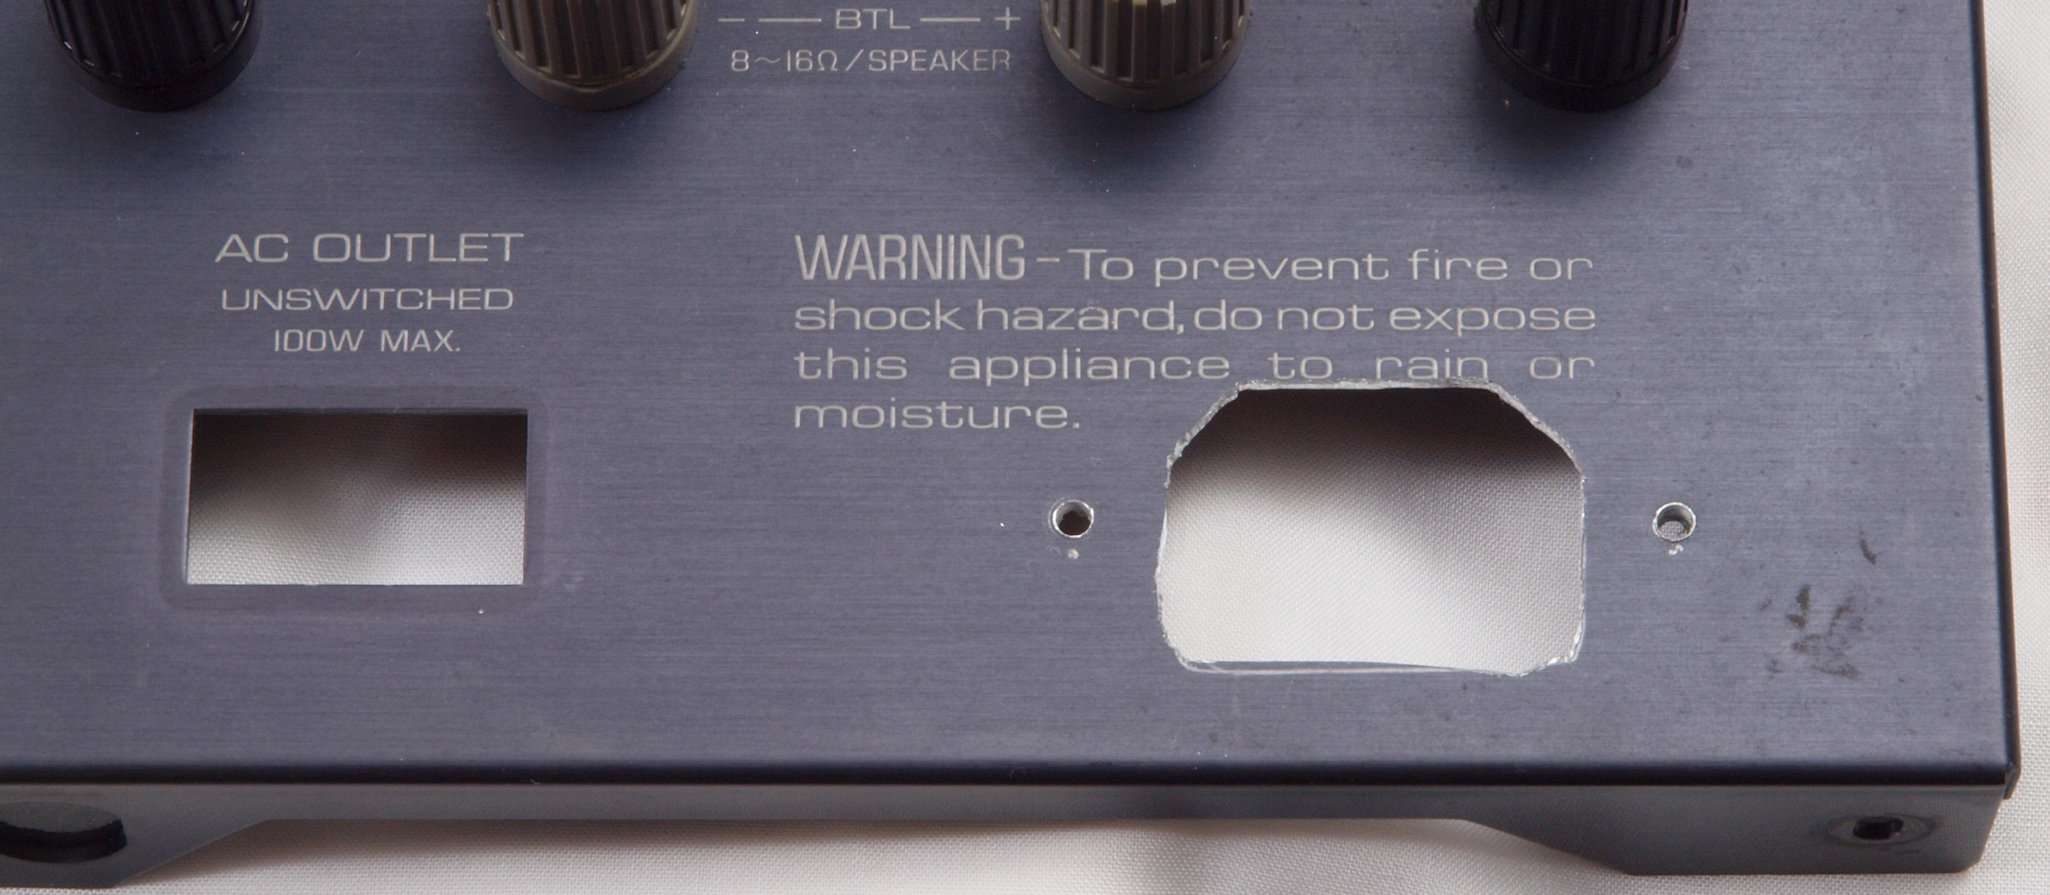 - — BTL — +
8~16Ω/SPEAKER
AC OUTLET
UNSWITCHED
100W MAX.
WARNING-To prevent fire or
shock hazard, do not expose
this appliance to rain or
moisture.